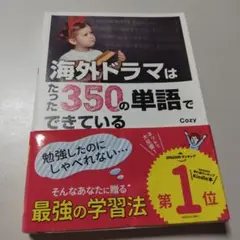 海外ドラマは
たった350の単語で
できている
Cozy
勉強したのに
しゃべれない…
そんなあなたに贈る
最強の学習法
第1位